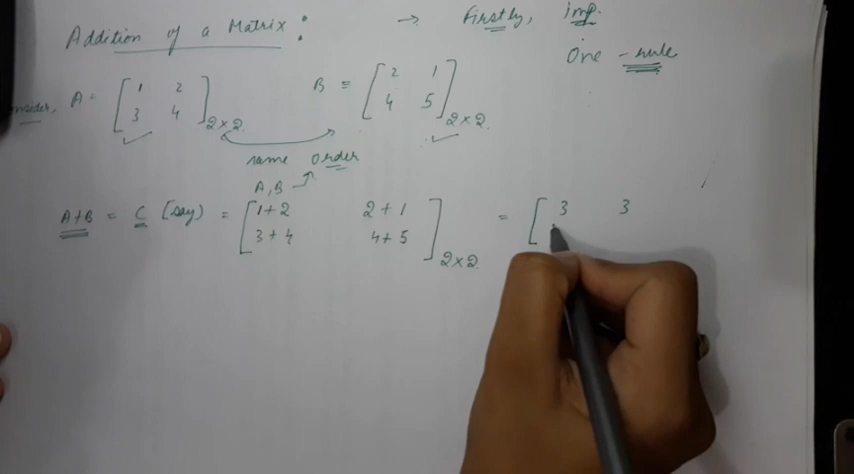 Addition of a Matrix : → Firstly, imp.
One - rule
A = [ 1 2 B = [ 2 1
3 4 ] 2×2 4 5 ] 2×2.
same order
A, B
A+B = C [say) = [ 1+2 2+1 = [ 3 3
3+4 4+5 ] 2×2.